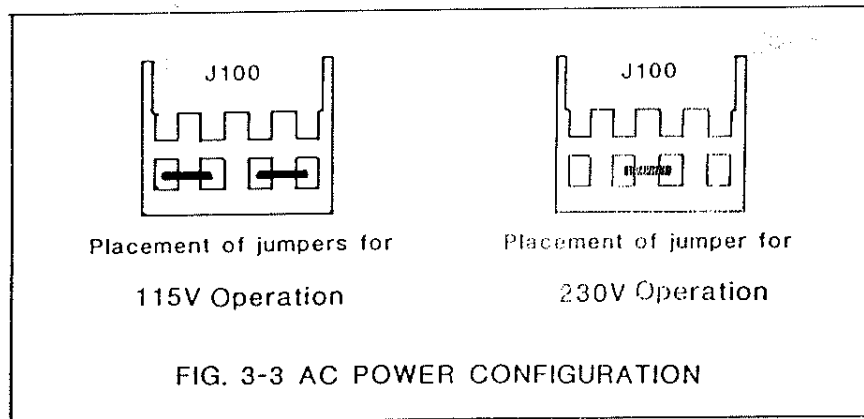 J100
Placement of jumpers for
115V Operation
J100
Placement of jumper for
230V Operation
FIG. 3-3 AC POWER CONFIGURATION